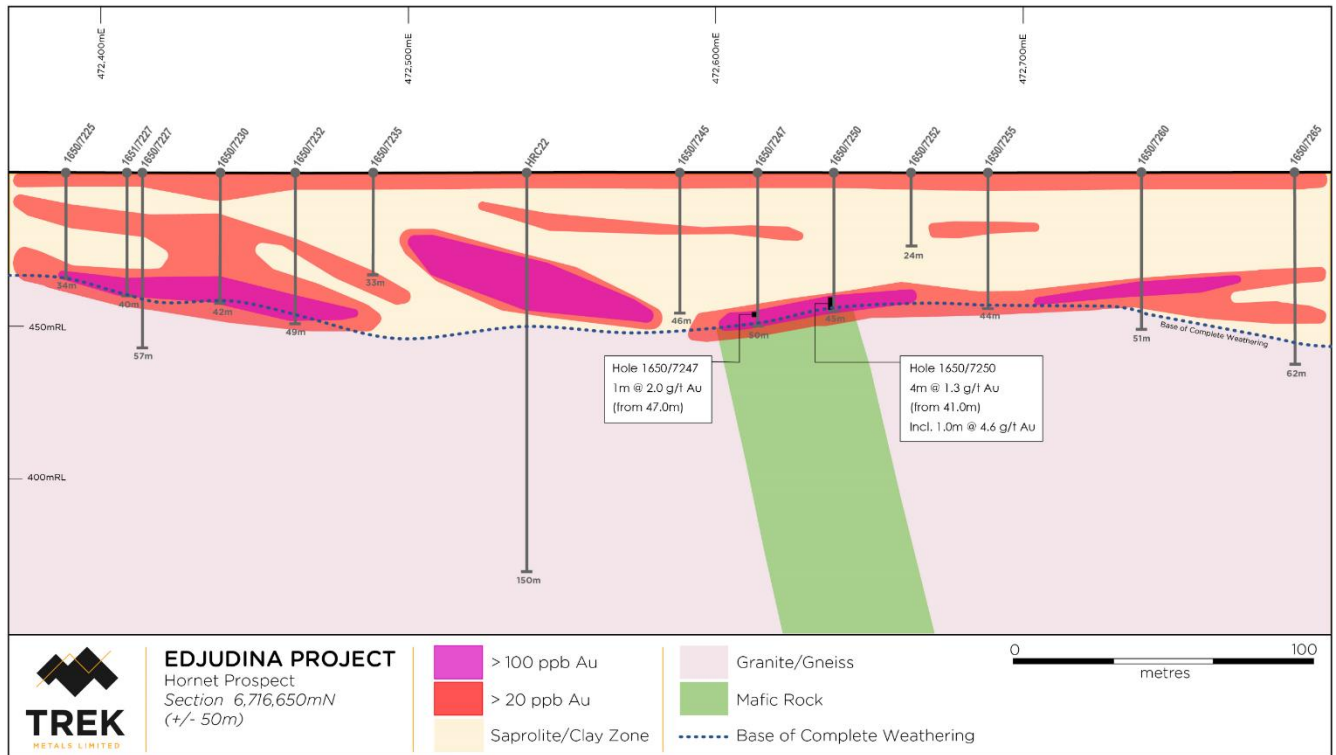 472,400mE
472,500mE
472,600mE
472,700mE
1650/7225
1651/7227
1650/7227
1650/7230
1650/7232
1650/7235
HRC22
1650/7245
1650/7247
1650/7250
1650/7252
1650/7255
1650/7260
1650/7265
34m
40m
57m
42m
49m
33m
150m
46m
50m
45m
24m
44m
51m
62m
450mRL
400mRL
Base of Complete Weathering
Hole 1650/7247
1m @ 2.0 g/t Au
(from 47.0m)
Hole 1650/7250
4m @ 1.3 g/t Au
(from 41.0m)
Incl. 1.0m @ 4.6 g/t Au
TREK
METALS LIMITED
EDJUDINA PROJECT
Hornet Prospect
Section 6,716,650mN
(+/- 50m)
> 100 ppb Au
> 20 ppb Au
Saprolite/Clay Zone
Granite/Gneiss
Mafic Rock
Base of Complete Weathering
0
100
metres